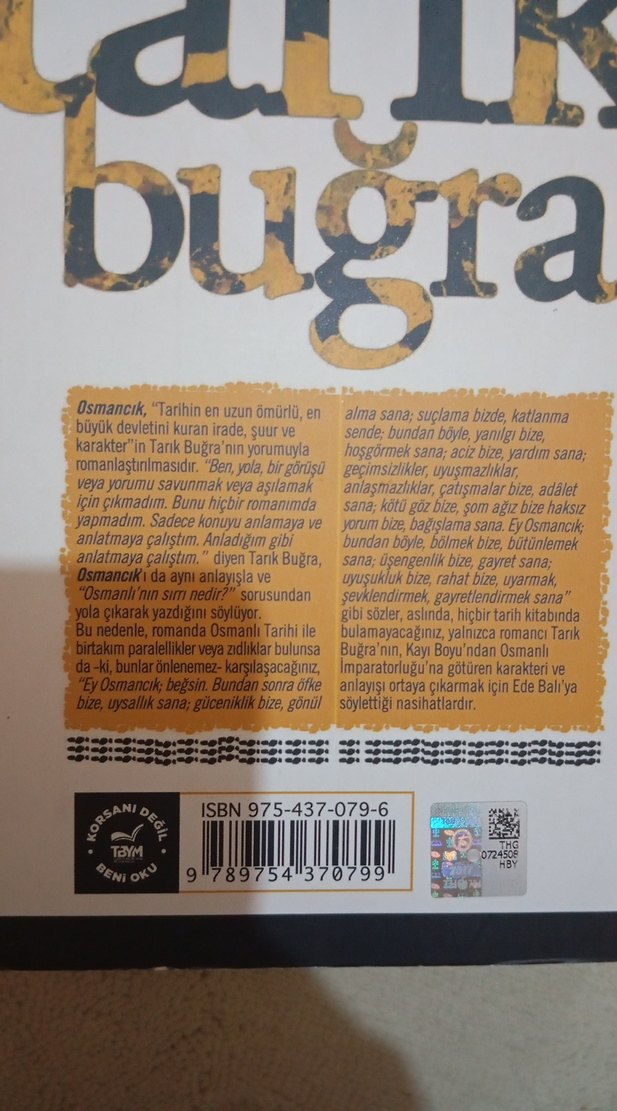 tarık
buğra
Osmancık, "Tarihin en uzun ömürlü, en
büyük devletini kuran irade, şuur ve
karakter"in Tarık Buğra'nın yorumuyla
romanlaştırılmasıdır. "Ben, yola, bir görüşü
veya yorumu savunmak veya aşılamak
için çıkmadım. Bunu hiçbir romanımda
yapmadım. Sadece konuyu anlamaya ve
anlatmaya çalıştım. Anladığım gibi
anlatmaya çalıştım." diyen Tarık Buğra,
Osmancık'ı da aynı anlayışla ve
"Osmanlı'nın sırrı nedir?" sorusundan
yola çıkarak yazdığını söylüyor.
Bu nedenle, romanda Osmanlı Tarihi ile
birtakım paralellikler veya zıdlıklar bulunsa
da -ki, bunlar önlenemez- karşılaşacağınız,
"Ey Osmancık; beğsin. Bundan sonra öfke
bize, uysallık sana; güceniklik bize, gönül
alma sana; suçlama bizde, katlanma
sende; bundan böyle, yanılgı bize,
hoşgörmek sana; aciz bize, yardım sana;
geçimsizlikler, uyuşmazlıklar,
anlaşmazlıklar, çatışmalar bize, adâlet
sana; kötü göz bize, şom ağız bize haksız
yorum bize, bağışlama sana. Ey Osmancık;
bundan böyle, bölmek bize, bütünlemek
sana; üşengenlik bize, gayret sana;
uyuşukluk bize, rahat bize, uyarmak,
şevklendirmek, gayretlendirmek sana"
gibi sözler, aslında, hiçbir tarih kitabında
bulamayacağınız, yalnızca romancı Tarık
Buğra'nın, Kayı Boyu'ndan Osmanlı
İmparatorluğu'na götüren karakteri ve
anlayışı ortaya çıkarmak için Ede Balı'ya
söylettiği nasihatlardır.
KORSANI DEĞİL
TBYM
BENİ OKU
ISBN 975-437-079-6
9 789754 370799
THG
0724506
HBY